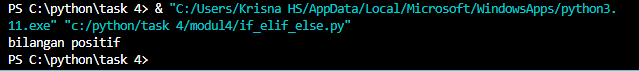 PS C:\python\task 4> & "C:/Users/Krisna HS/AppData/Local/Microsoft/WindowsApps/python3.
11.exe" "c:/python/task 4/modul4/if_elif_else.py"
bilangan positif
PS C:\python\task 4>